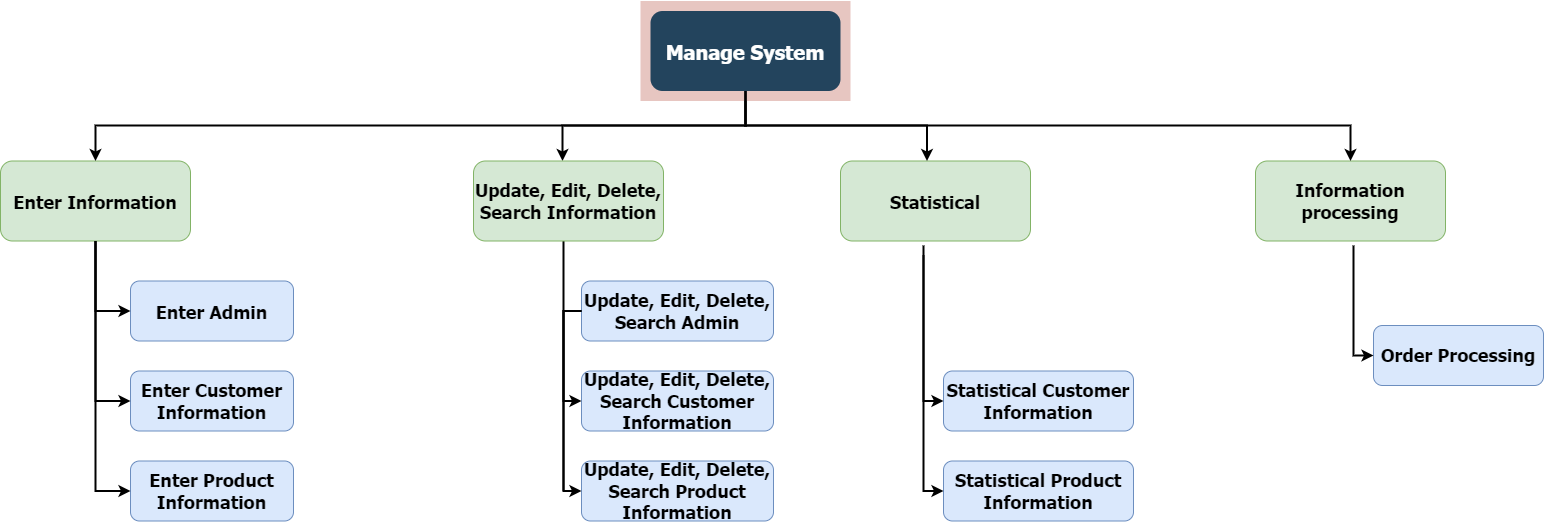 Manage System
Enter Information
Update, Edit, Delete,
Search Information
Statistical
Information
processing
Enter Admin
Enter Customer
Information
Enter Product
Information
Update, Edit, Delete,
Search Admin
Update, Edit, Delete,
Search Customer
Information
Update, Edit, Delete,
Search Product
Information
Statistical Customer
Information
Statistical Product
Information
Order Processing